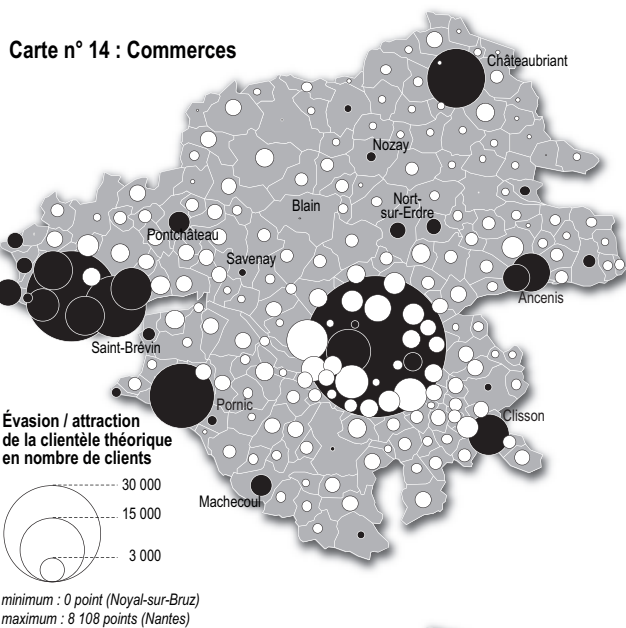 Carte n° 14 : Commerces
Châteaubriant
Nozay
Blain
Nort-
sur-Erdre
Pontchâteau
Savenay
Ancenis
Saint-Brévin
Pornic
Clisson
Machecoul
Évasion / attraction
de la clientèle théorique
en nombre de clients
30 000
15 000
3 000
minimum : 0 point (Noyal-sur-Bruz)
maximum : 8 108 points (Nantes)